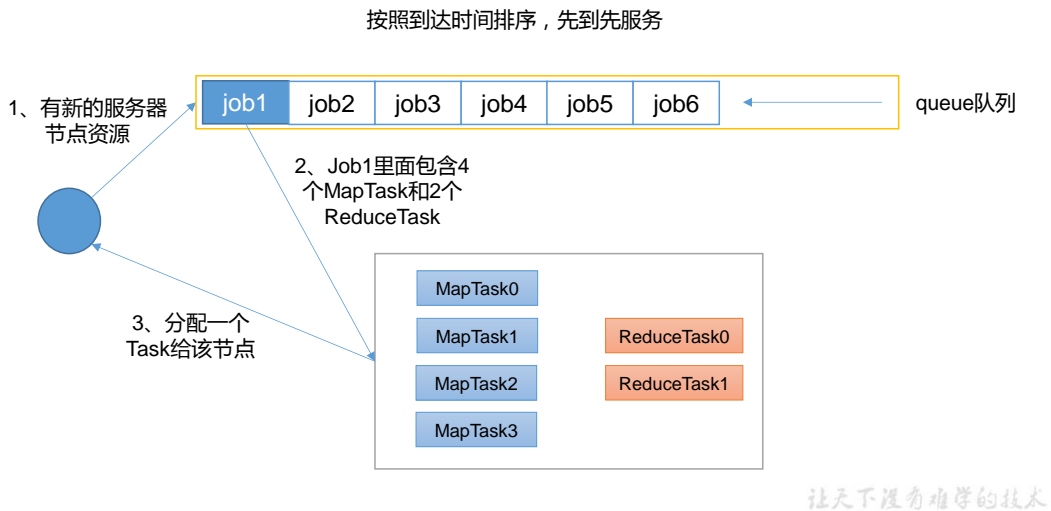 按照到达时间排序，先到先服务
1、有新的服务器
节点资源
job1
job2
job3
job4
job5
job6
queue队列
2、Job1里面包含4
个MapTask和2个
ReduceTask
3、分配一个
Task给该节点
MapTask0
MapTask1
MapTask2
MapTask3
ReduceTask0
ReduceTask1
让天下没有难学的技术